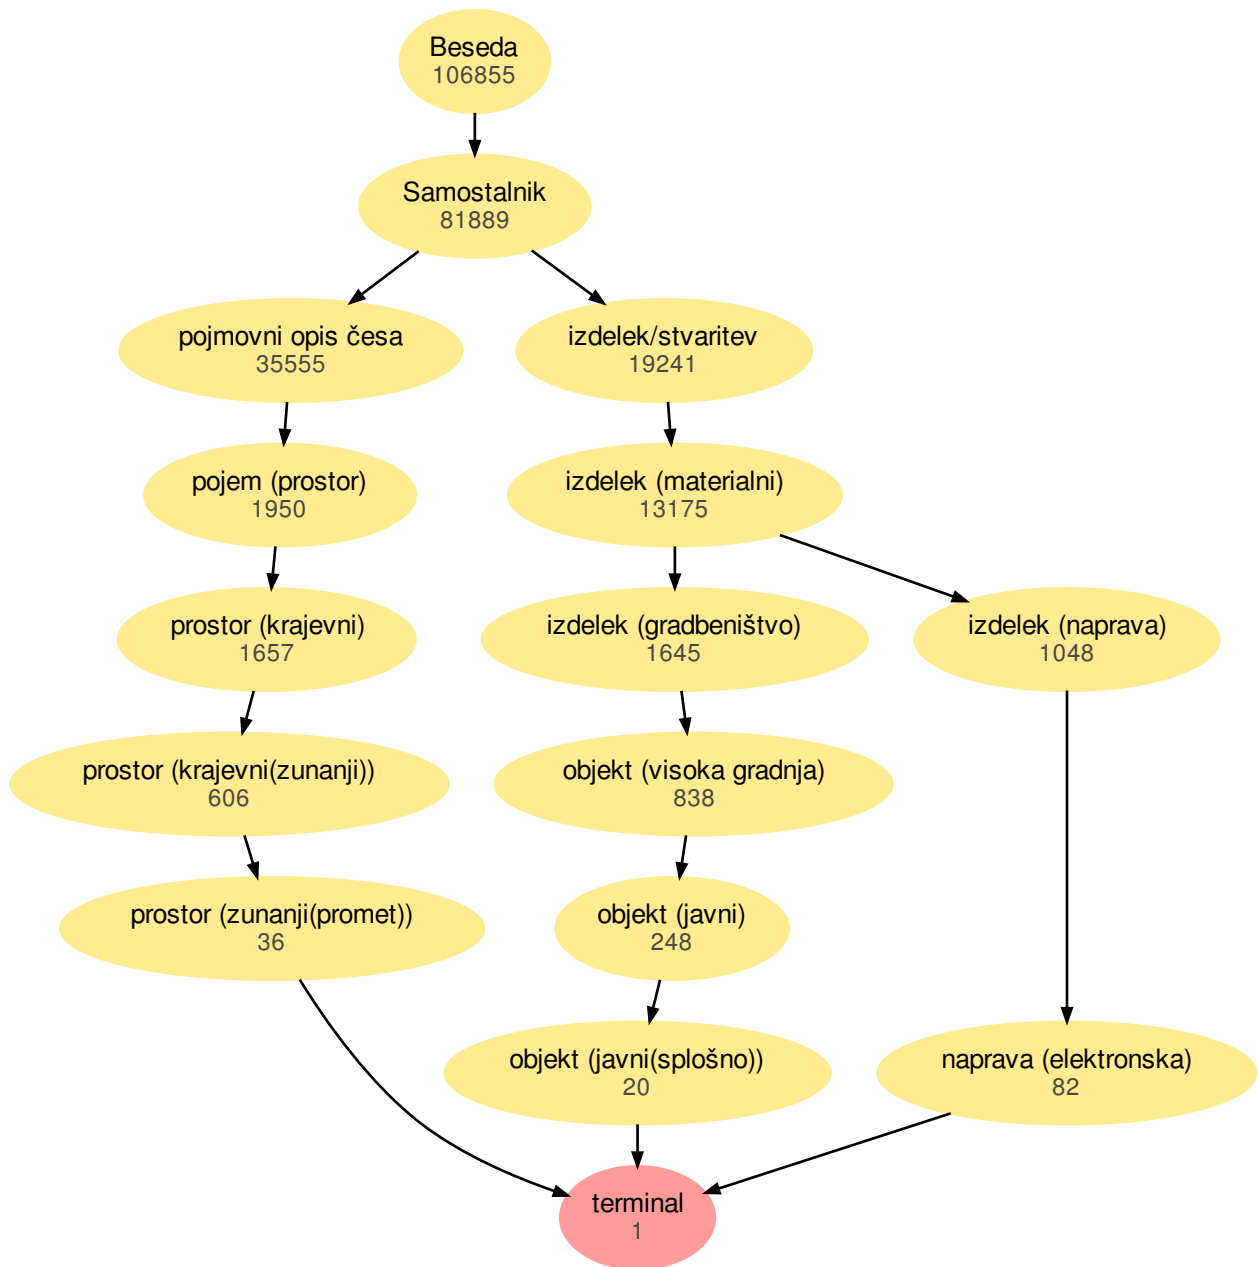 Beseda
106855
Samostalnik
81889
pojmovni opis česa
35555
izdelek/stvaritev
19241
pojem (prostor)
1950
izdelek (materialni)
13175
prostor (krajevni)
1657
izdelek (gradbeništvo)
1645
izdelek (naprava)
1048
prostor (krajevni(zunanji))
606
objekt (visoka gradnja)
838
prostor (zunanji(promet))
36
objekt (javni)
248
objekt (javni(splošno))
20
naprava (elektronska)
82
terminal
1